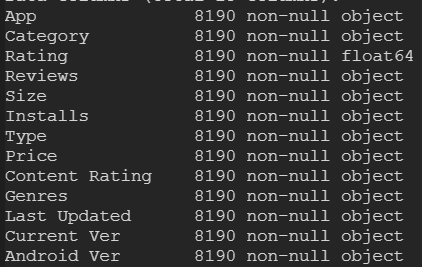 App 8190 non-null object
Category 8190 non-null object
Rating 8190 non-null float64
Reviews 8190 non-null object
Size 8190 non-null object
Installs 8190 non-null object
Type 8190 non-null object
Price 8190 non-null object
Content Rating 8190 non-null object
Genres 8190 non-null object
Last Updated 8190 non-null object
Current Ver 8190 non-null object
Android Ver 8190 non-null object